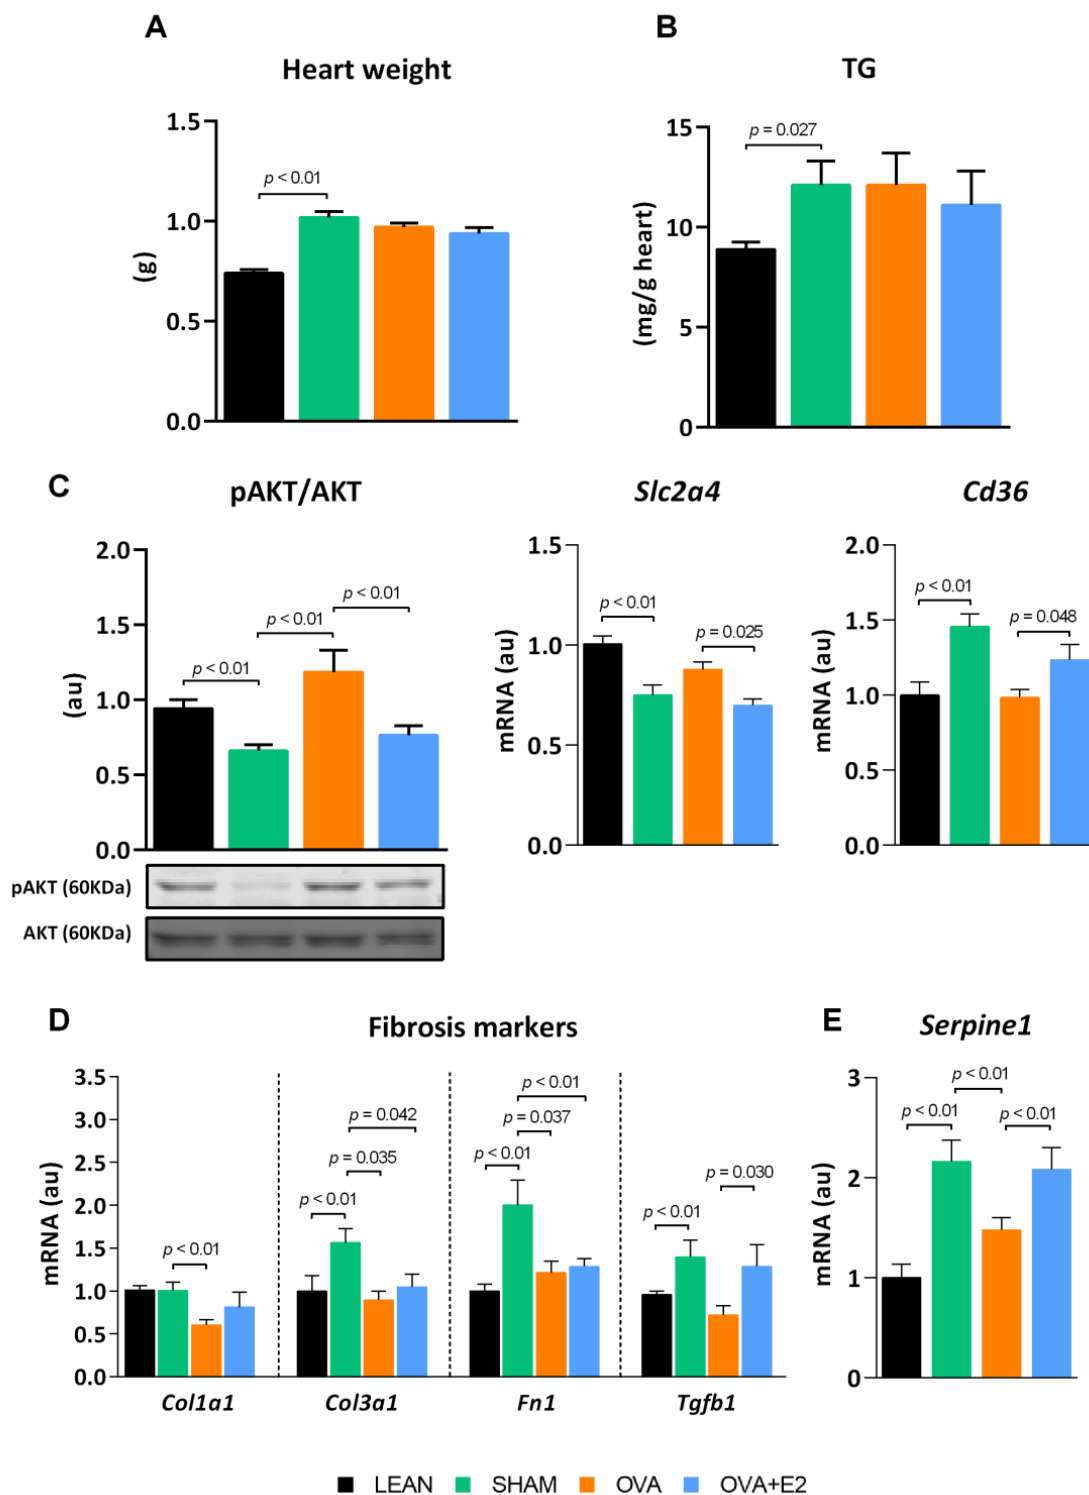 A
B
Heart weight
TG
1.5
1.0
0.5
0.0
(g)
p < 0.01
15
10
5
0
(mg/g heart)
p = 0.027
C
pAKT/AKT
Slc2a4
Cd36
2.0
1.5
1.0
0.5
0.0
(au)
p < 0.01
p < 0.01
p < 0.01
pAKT (60KDa)
AKT (60KDa)
1.5
1.0
0.5
0.0
mRNA (au)
p < 0.01
p = 0.025
2.0
1.5
1.0
0.5
0.0
mRNA (au)
p < 0.01
p = 0.048
D
Fibrosis markers
3.5
3.0
2.5
2.0
1.5
1.0
0.5
0.0
mRNA (au)
p < 0.01
p < 0.01
p = 0.035
p = 0.042
p < 0.01
p = 0.037
p < 0.01
p < 0.01
p = 0.030
Col1a1
Col3a1
Fn1
Tgfb1
E
Serpine1
3
2
1
0
mRNA (au)
p < 0.01
p < 0.01
p < 0.01
LEAN SHAM OVA OVA+E2